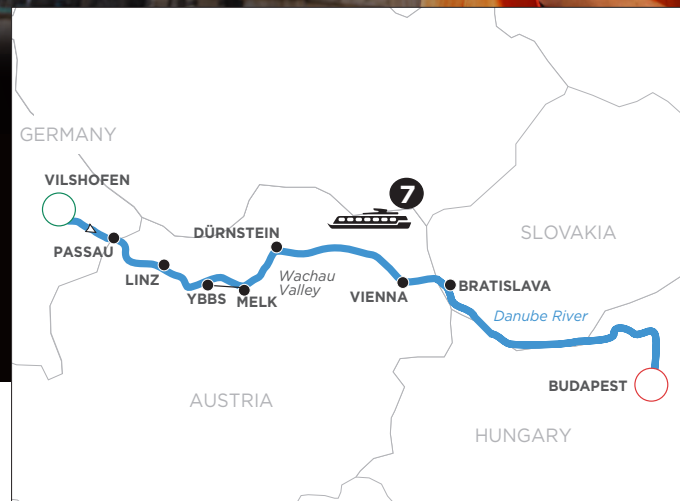 GERMANY
VILSHOFEN
7
DÜRNSTEIN
SLOVAKIA
PASSAU
LINZ
Wachau
Valley
YBBS
MELK
VIENNA
BRATISLAVA
Danube River
BUDAPEST
AUSTRIA
HUNGARY